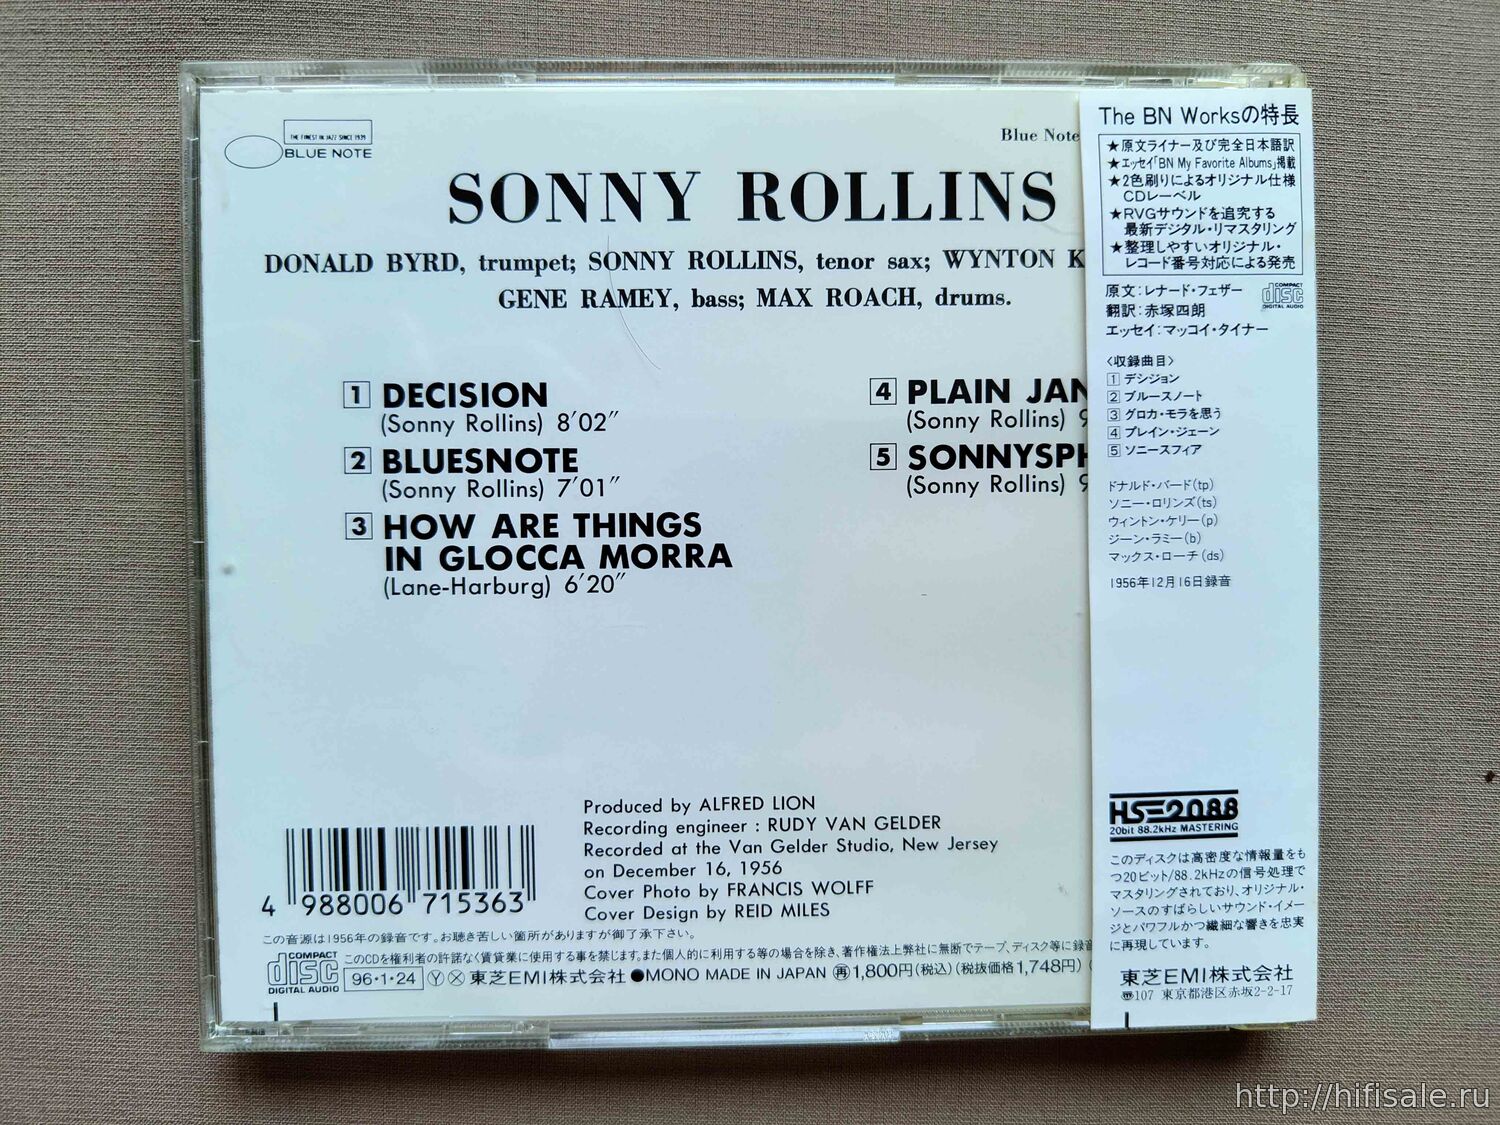 THE FINEST IN JAZZ SINCE 1939
BLUE NOTE
Blue Note
SONNY ROLLINS
DONALD BYRD, trumpet; SONNY ROLLINS, tenor sax; WYNTON K
GENE RAMEY, bass; MAX ROACH, drums.
1 DECISION
(Sonny Rollins) 8′02″
2 BLUESNOTE
(Sonny Rollins) 7′01″
3 HOW ARE THINGS
IN GLOCCA MORRA
(Lane-Harburg) 6′20″
4 PLAIN JAN
(Sonny Rollins) 9
5 SONNYSPH
(Sonny Rollins) 9
Produced by ALFRED LION
Recording engineer : RUDY VAN GELDER
Recorded at the Van Gelder Studio, New Jersey
on December 16, 1956
Cover Photo by FRANCIS WOLFF
Cover Design by REID MILES
4 988006 715363
この音源は1956年の録音です。お聴き苦しい箇所がありますが御了承下さい。
COMPACT
disc
DIGITAL AUDIO
このCDを権利者の許諾なく賃貸業に使用する事を禁じます。また個人的に利用する等の場合を除き、著作権法上弊社に無断でテープ、ディスク等に録音
96・1・24 Ⓨ Ⓧ 東芝EMI株式会社 ●MONO MADE IN JAPAN 再1,800円(税込)(税抜価格1,748円)(
The BN Worksの特長
★原文ライナー及び完全日本語訳
★エッセイ「BN My Favorite Albums」掲載
★2色刷りによるオリジナル仕様
CDレーベル
★RVGサウンドを追究する
最新デジタル・リマスタリング
★整理しやすいオリジナル・
レコード番号対応による発売
原文:レナード・フェザー
翻訳:赤塚四朗
エッセイ:マッコイ・タイナー
COMPACT
disc
DIGITAL AUDIO
〈収録曲目〉
1 デシジョン
2 ブルースノート
3 グロカ・モラを思う
4 プレイン・ジェーン
5 ソニースフィア
ドナルド・バード(tp)
ソニー・ロリンズ(ts)
ウィントン・ケリー(p)
ジーン・ラミー(b)
マックス・ローチ(ds)
1956年12月16日録音
HS2088
20bit 88.2kHz MASTERING
このディスクは高密度な情報量をも
つ20ビット/88.2kHzの信号処理で
マスタリングされており、オリジナル・
ソースのすばらしいサウンド・イメー
ジとパワフルかつ繊細な響きを忠実
に再現しています。
東芝EMI株式会社
〠107 東京都港区赤坂2-2-17
http://hifisale.ru